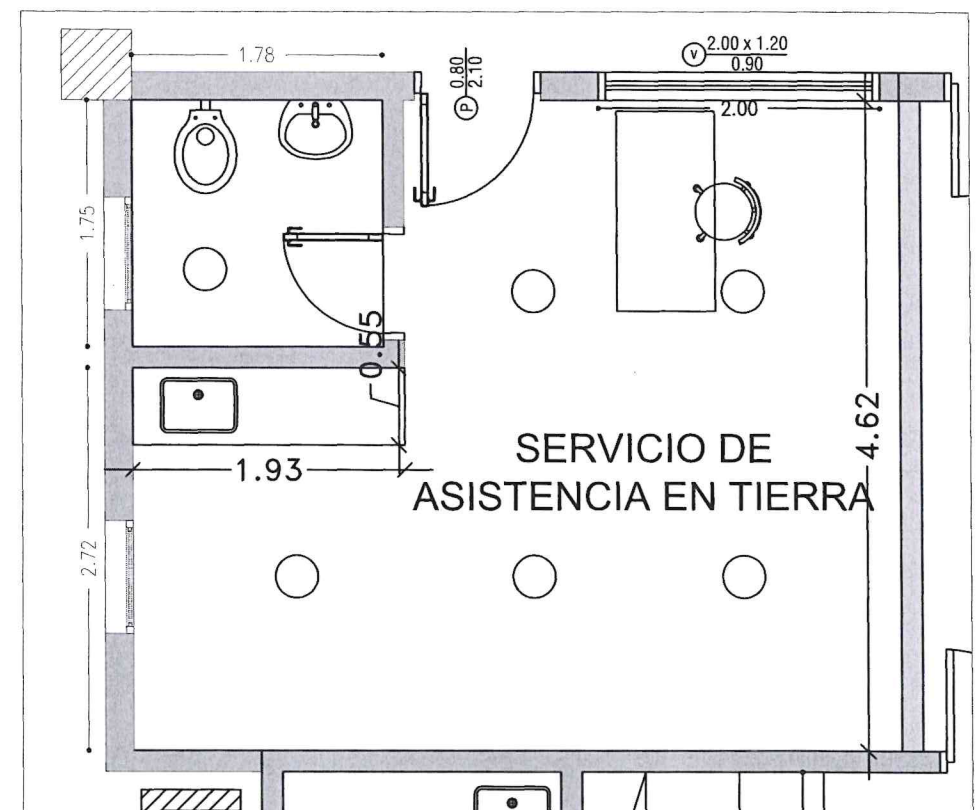 1.78
P 0.80
2.10
V 2.00 x 1.20
0.90
2.00
1.75
0.55
4.62
SERVICIO DE
ASISTENCIA EN TIERRA
1.93
2.72